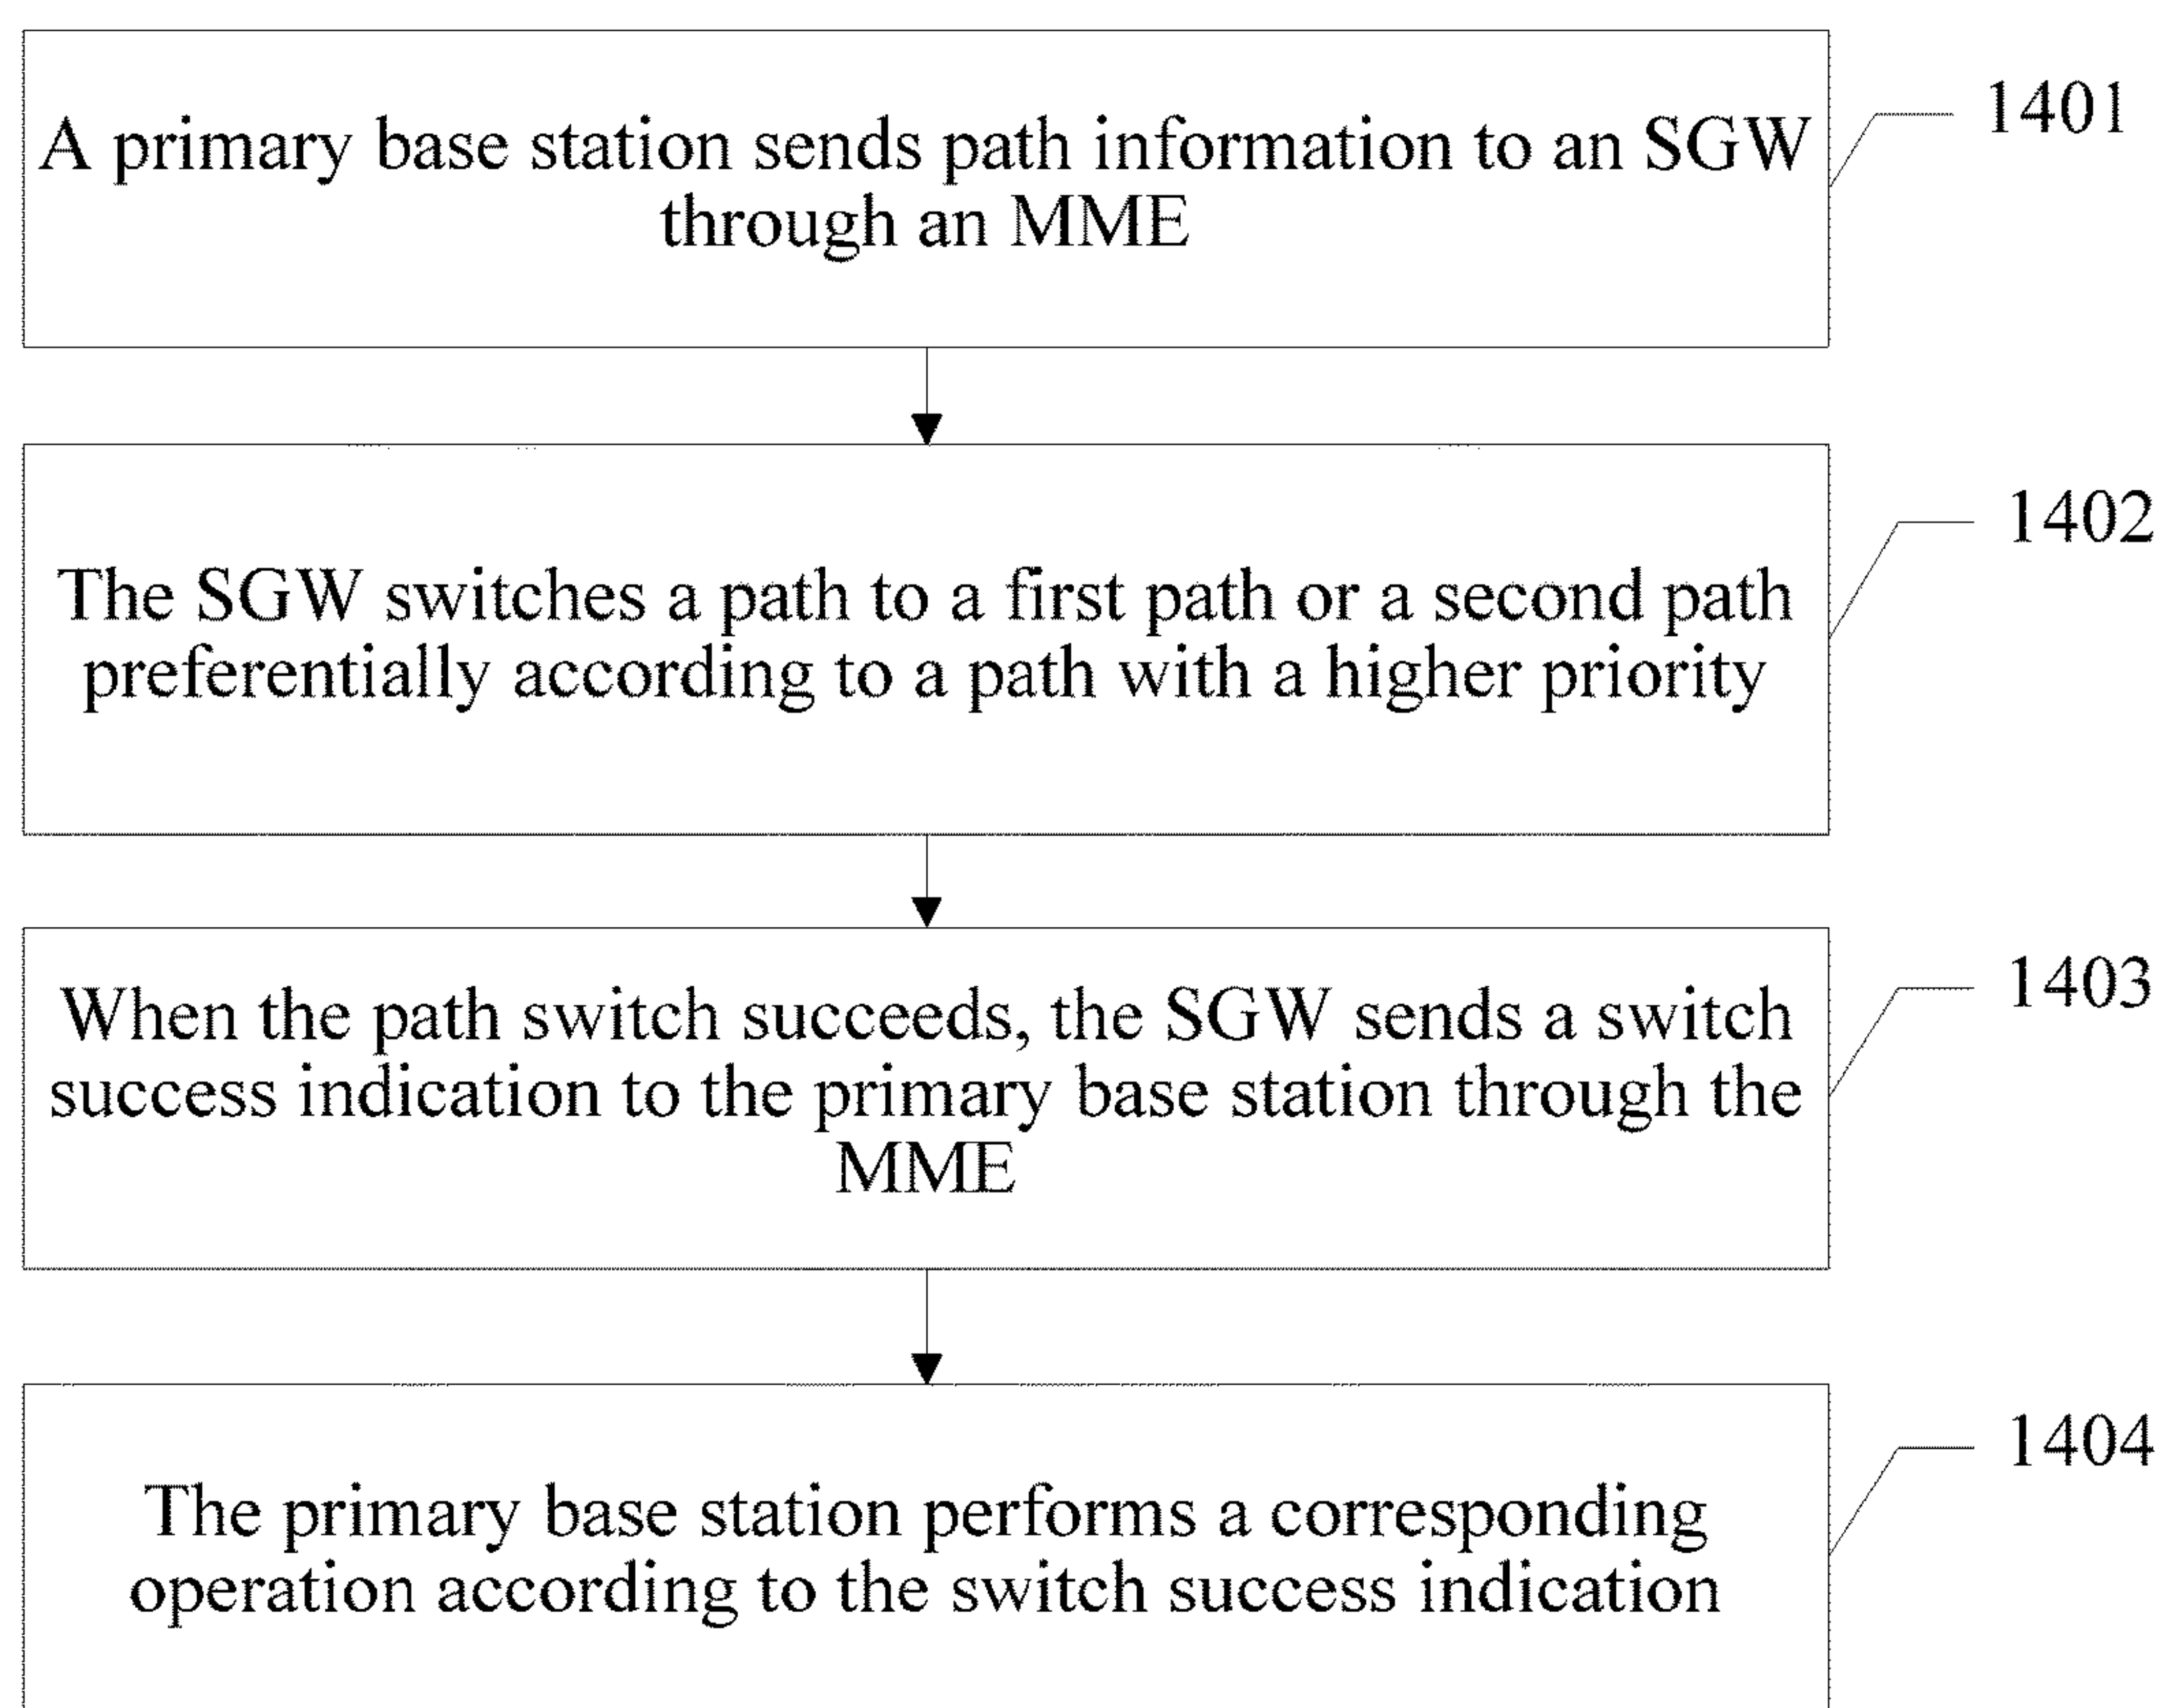 A primary base station sends path information to an SGW
through an MME
1401
The SGW switches a path to a first path or a second path
preferentially according to a path with a higher priority
1402
When the path switch succeeds, the SGW sends a switch
success indication to the primary base station through the
MME
1403
The primary base station performs a corresponding
operation according to the switch success indication
1404